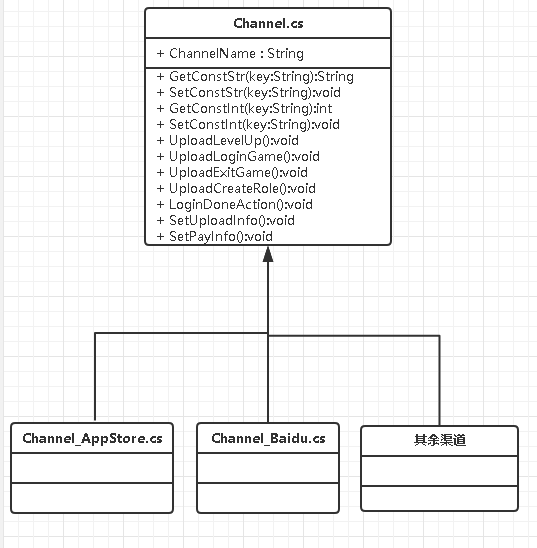 Channel.cs
+ ChannelName : String
+ GetConstStr(key:String):String
+ SetConstStr(key:String):void
+ GetConstInt(key:String):int
+ SetConstInt(key:String):void
+ UploadLevelUp():void
+ UploadLoginGame():void
+ UploadExitGame():void
+ UploadCreateRole():void
+ LoginDoneAction():void
+ SetUploadInfo():void
+ SetPayInfo():void
Channel_AppStore.cs
Channel_Baidu.cs
其余渠道